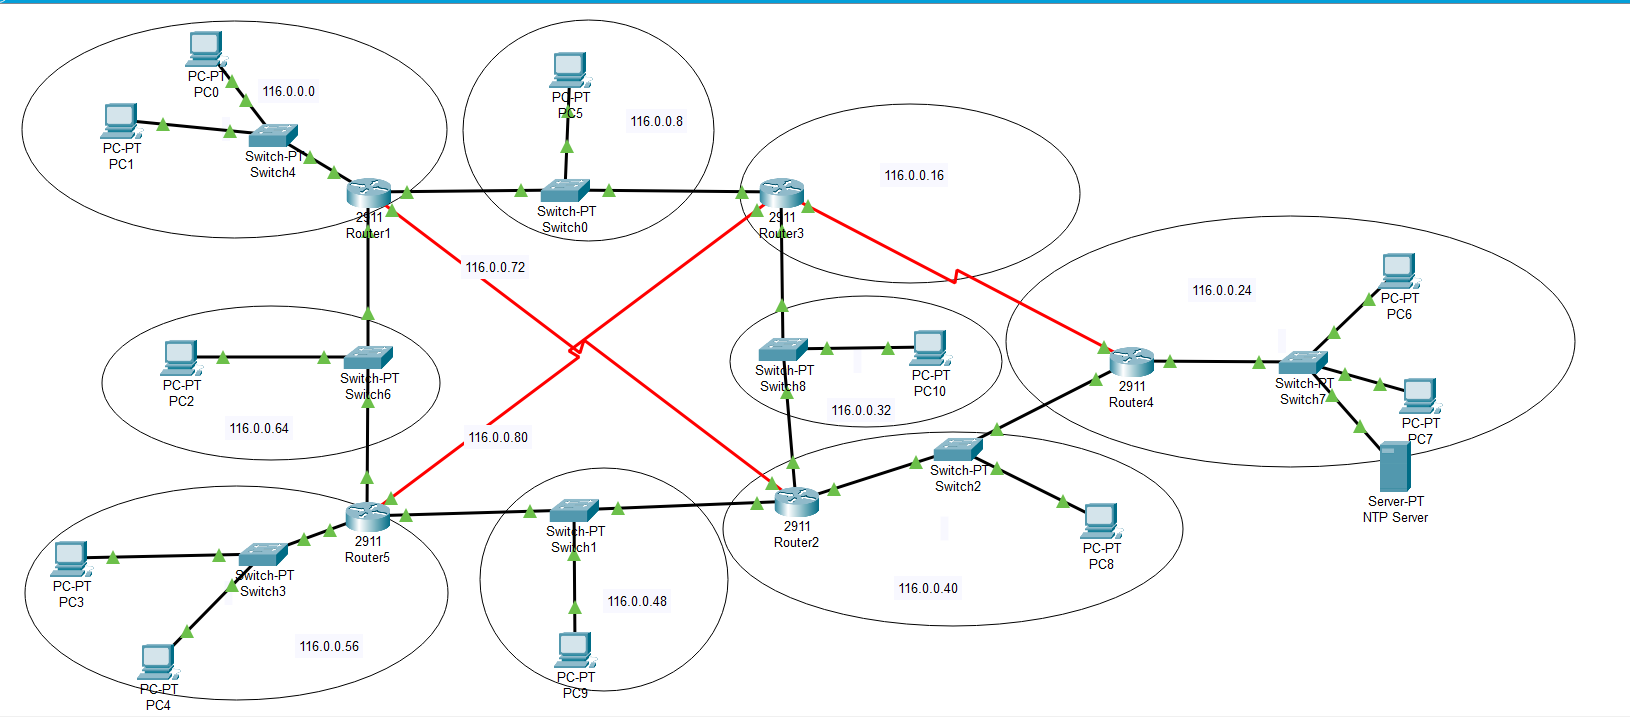 PC-PT
PC0
116.0.0.0
PC-PT
PC1
Switch-PT
Switch4
2911
Router1
PC-PT
PC5
116.0.0.8
Switch-PT
Switch0
116.0.0.16
2911
Router3
116.0.0.72
116.0.0.24
PC-PT
PC6
PC-PT
PC2
Switch-PT
Switch6
116.0.0.64
Switch-PT
Switch8
PC-PT
PC10
116.0.0.32
2911
Router4
Switch-PT
Switch7
PC-PT
PC7
Server-PT
NTP Server
116.0.0.80
Switch-PT
Switch2
2911
Router5
Switch-PT
Switch1
2911
Router2
PC-PT
PC8
PC-PT
PC3
Switch-PT
Switch3
116.0.0.40
116.0.0.48
116.0.0.56
PC-PT
PC9
PC-PT
PC4